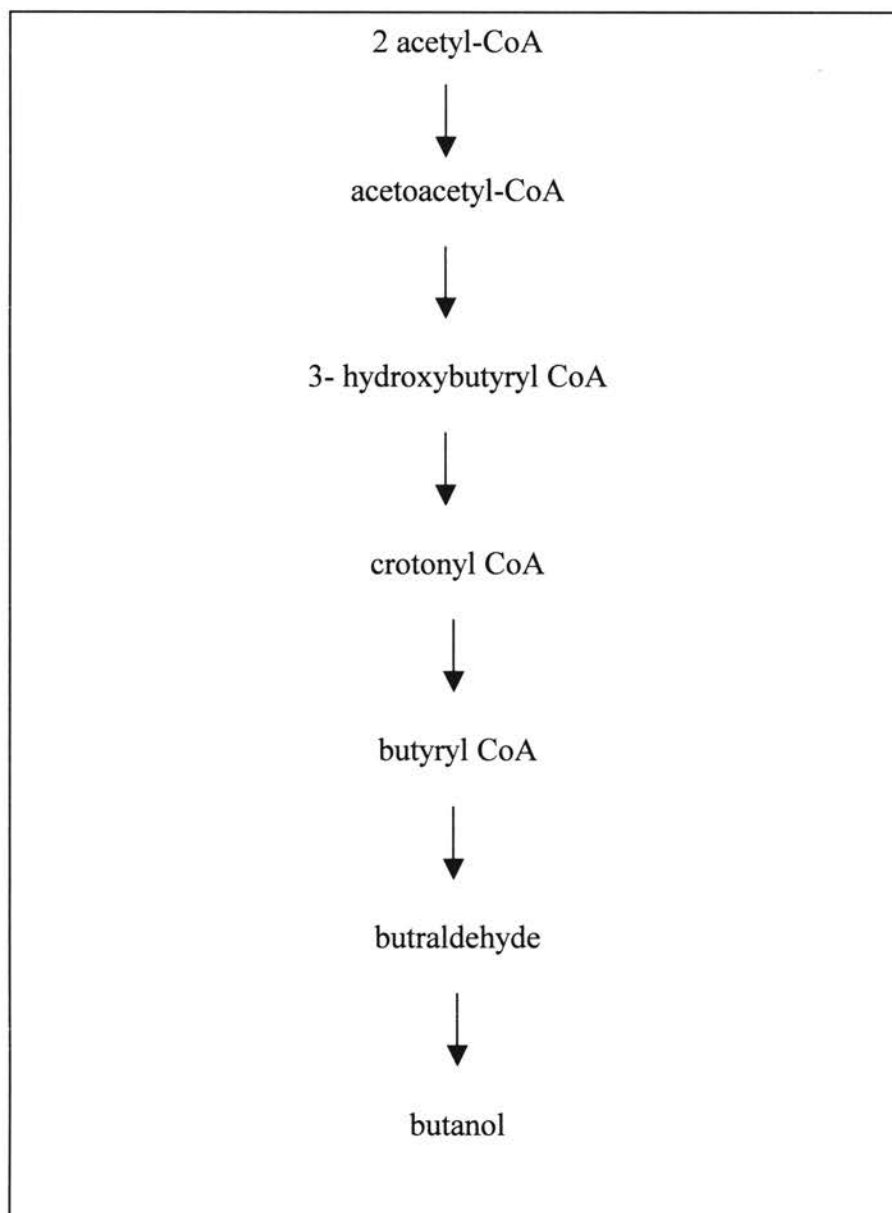 2 acetyl-CoA
acetoacetyl-CoA
3- hydroxybutyryl CoA
crotonyl CoA
butyryl CoA
butraldehyde
butanol